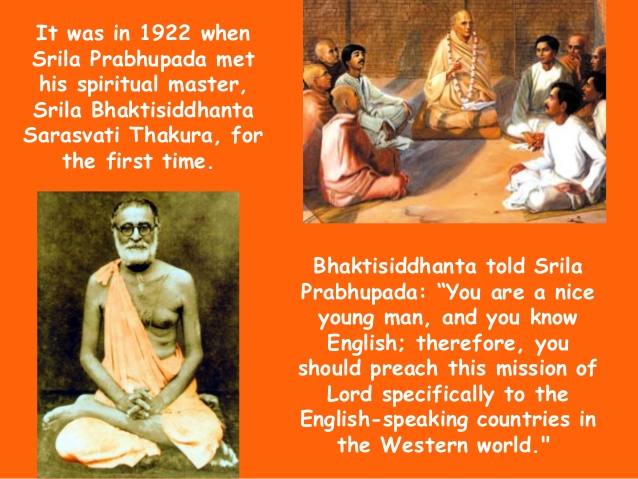 It was in 1922 when
Srila Prabhupada met
his spiritual master,
Srila Bhaktisiddhanta
Sarasvati Thakura, for
the first time.
Bhaktisiddhanta told Srila
Prabhupada: “You are a nice
young man, and you know
English; therefore, you
should preach this mission of
Lord specifically to the
English-speaking countries in
the Western world."